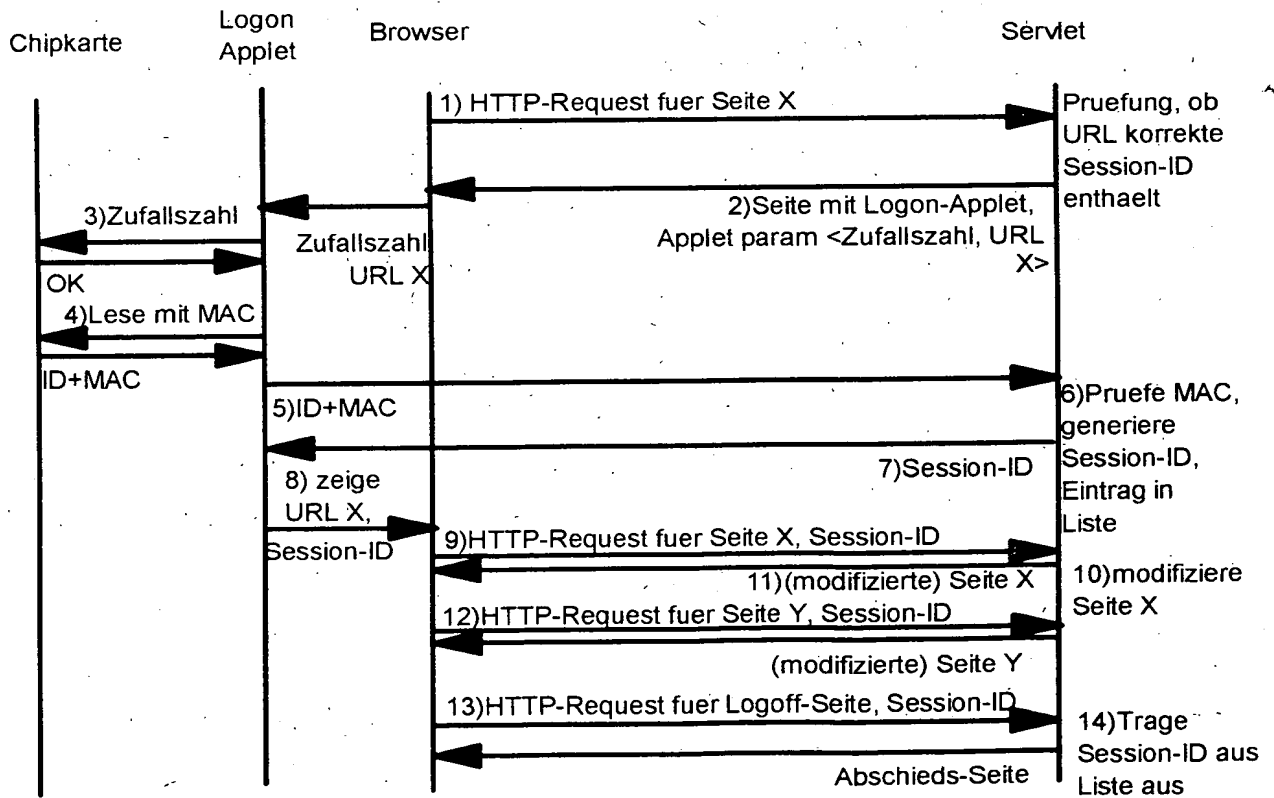 Chipkarte
Logon
Applet
Browser
Servlet
1) HTTP-Request fuer Seite X
Pruefung, ob
URL korrekte
Session-ID
enthaelt
2)Seite mit Logon-Applet,
Applet param <Zufallszahl, URL
X>
3)Zufallszahl
Zufallszahl
URL X
OK
4)Lese mit MAC
ID+MAC
5)ID+MAC
6)Pruefe MAC,
generiere
Session-ID,
Eintrag in
Liste
7)Session-ID
8) zeige
URL X,
Session-ID
9)HTTP-Request fuer Seite X, Session-ID
10)modifiziere
Seite X
11)(modifizierte) Seite X
12)HTTP-Request fuer Seite Y, Session-ID
(modifizierte) Seite Y
13)HTTP-Request fuer Logoff-Seite, Session-ID
14)Trage
Session-ID aus
Liste aus
Abschieds-Seite